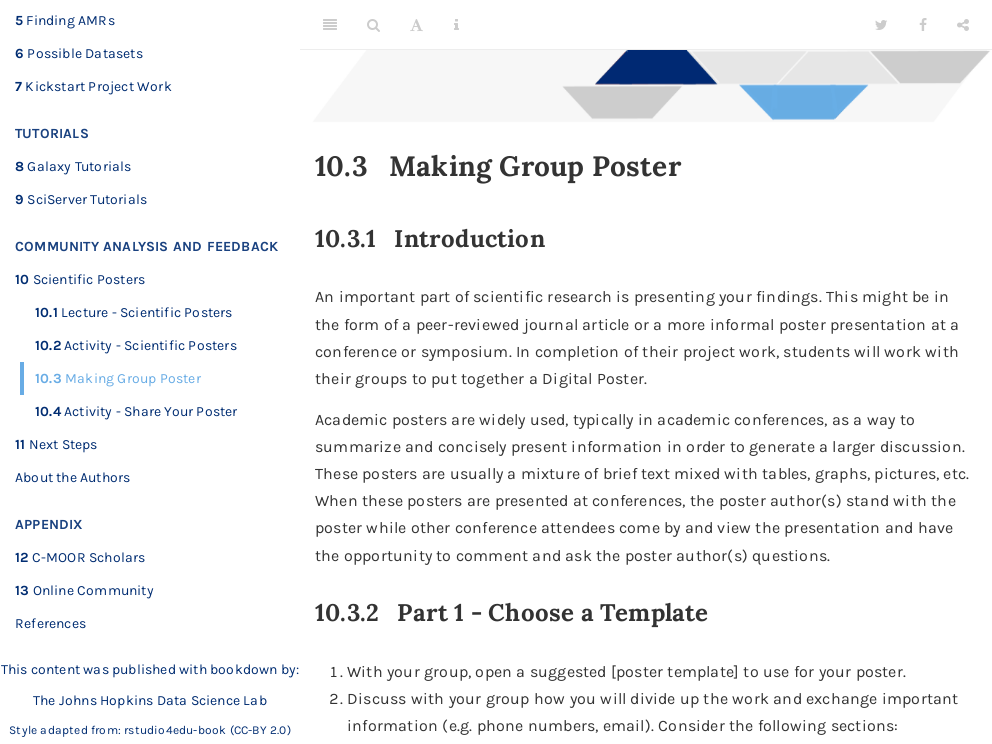 5 Finding AMRs
6 Possible Datasets
7 Kickstart Project Work
TUTORIALS
8 Galaxy Tutorials
9 SciServer Tutorials
COMMUNITY ANALYSIS AND FEEDBACK
10 Scientific Posters
10.1 Lecture - Scientific Posters
10.2 Activity - Scientific Posters
10.3 Making Group Poster
10.4 Activity - Share Your Poster
11 Next Steps
About the Authors
APPENDIX
12 C-MOOR Scholars
13 Online Community
References
This content was published with bookdown by:
The Johns Hopkins Data Science Lab
Style adapted from: rstudio4edu-book (CC-BY 2.0)
10.3 Making Group Poster
10.3.1 Introduction
An important part of scientific research is presenting your findings. This might be in
the form of a peer-reviewed journal article or a more informal poster presentation at a
conference or symposium. In completion of their project work, students will work with
their groups to put together a Digital Poster.
Academic posters are widely used, typically in academic conferences, as a way to
summarize and concisely present information in order to generate a larger discussion.
These posters are usually a mixture of brief text mixed with tables, graphs, pictures, etc.
When these posters are presented at conferences, the poster author(s) stand with the
poster while other conference attendees come by and view the presentation and have
the opportunity to comment and ask the poster author(s) questions.
10.3.2 Part 1 - Choose a Template
1. With your group, open a suggested [poster template] to use for your poster.
2. Discuss with your group how you will divide up the work and exchange important
information (e.g. phone numbers, email). Consider the following sections: